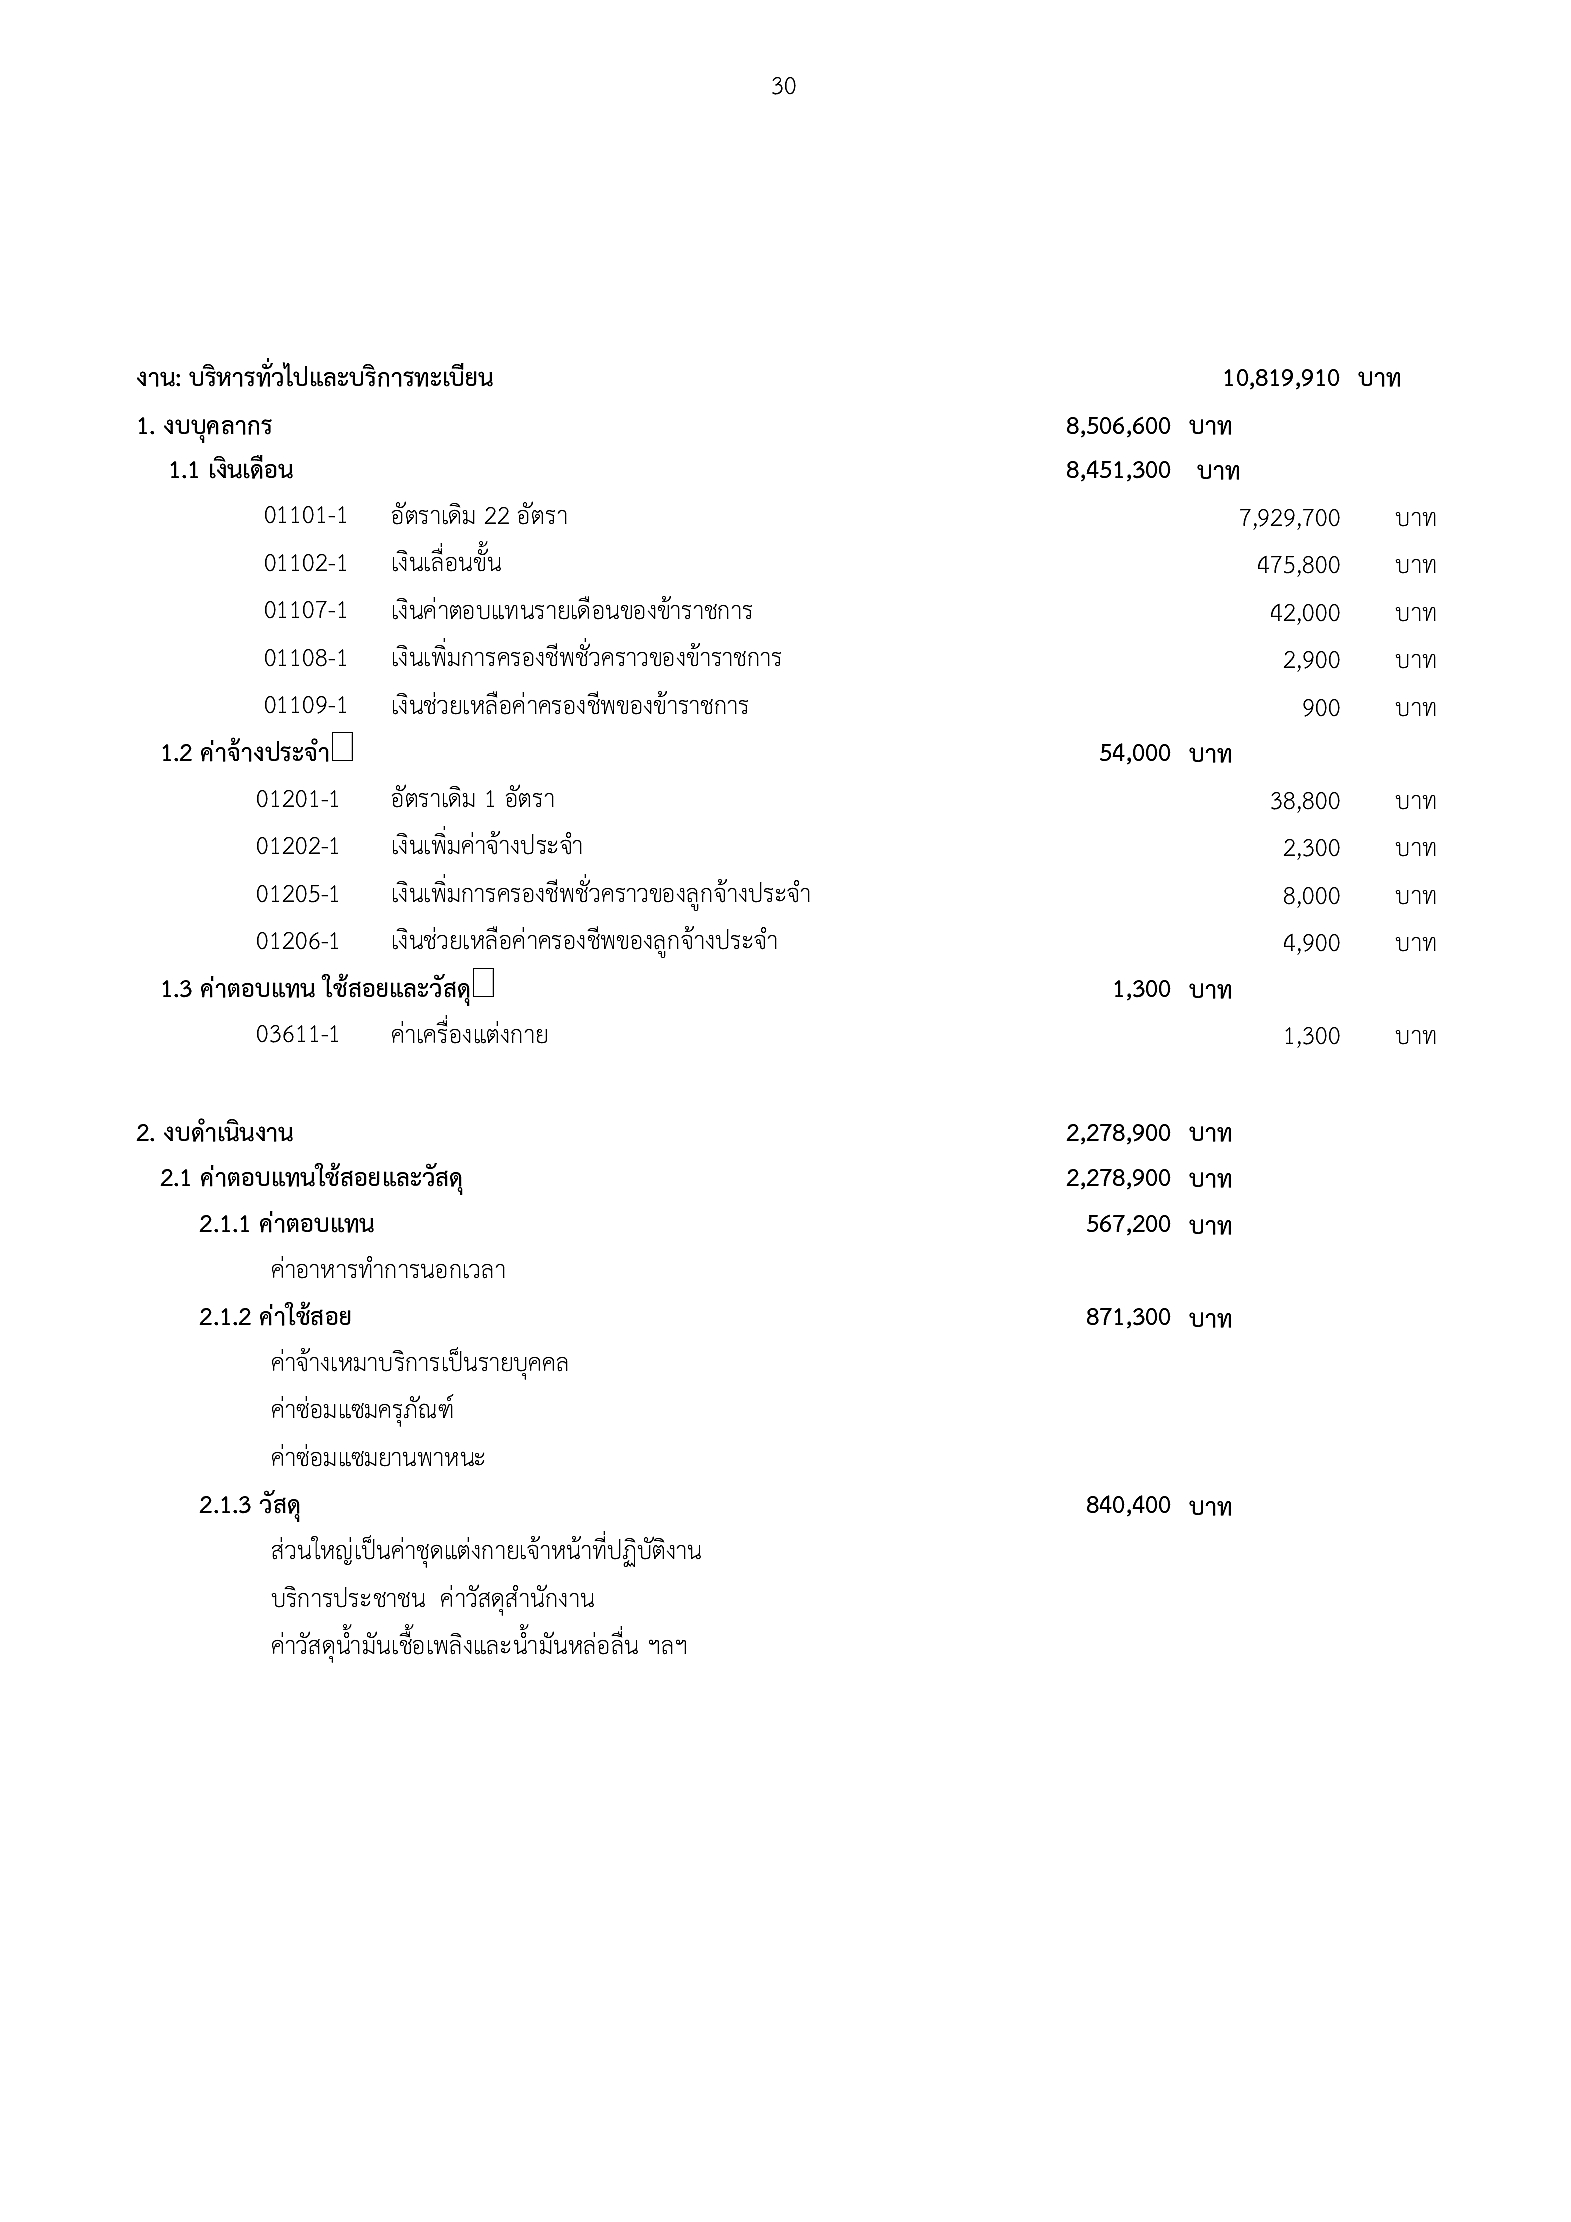 30
งาน: บริหารทั่วไปและบริการทะเบียน 10,819,910 บาท
1. งบบุคลากร 8,506,600 บาท
1.1 เงินเดือน 8,451,300 บาท
01101-1 อัตราเดิม 22 อัตรา 7,929,700 บาท
01102-1 เงินเลื่อนขั้น 475,800 บาท
01107-1 เงินค่าตอบแทนรายเดือนของข้าราชการ 42,000 บาท
01108-1 เงินเพิ่มการครองชีพชั่วคราวของข้าราชการ 2,900 บาท
01109-1 เงินช่วยเหลือค่าครองชีพของข้าราชการ 900 บาท
1.2 ค่าจ้างประจำ 54,000 บาท
01201-1 อัตราเดิม 1 อัตรา 38,800 บาท
01202-1 เงินเพิ่มค่าจ้างประจำ 2,300 บาท
01205-1 เงินเพิ่มการครองชีพชั่วคราวของลูกจ้างประจำ 8,000 บาท
01206-1 เงินช่วยเหลือค่าครองชีพของลูกจ้างประจำ 4,900 บาท
1.3 ค่าตอบแทน ใช้สอยและวัสดุ 1,300 บาท
03611-1 ค่าเครื่องแต่งกาย 1,300 บาท
2. งบดำเนินงาน 2,278,900 บาท
2.1 ค่าตอบแทนใช้สอยและวัสดุ 2,278,900 บาท
2.1.1 ค่าตอบแทน 567,200 บาท
ค่าอาหารทำการนอกเวลา
2.1.2 ค่าใช้สอย 871,300 บาท
ค่าจ้างเหมาบริการเป็นรายบุคคล
ค่าซ่อมแซมครุภัณฑ์
ค่าซ่อมแซมยานพาหนะ
2.1.3 วัสดุ 840,400 บาท
ส่วนใหญ่เป็นค่าชุดแต่งกายเจ้าหน้าที่ปฏิบัติงาน
บริการประชาชน ค่าวัสดุสำนักงาน
ค่าวัสดุน้ำมันเชื้อเพลิงและน้ำมันหล่อลื่น ฯลฯ